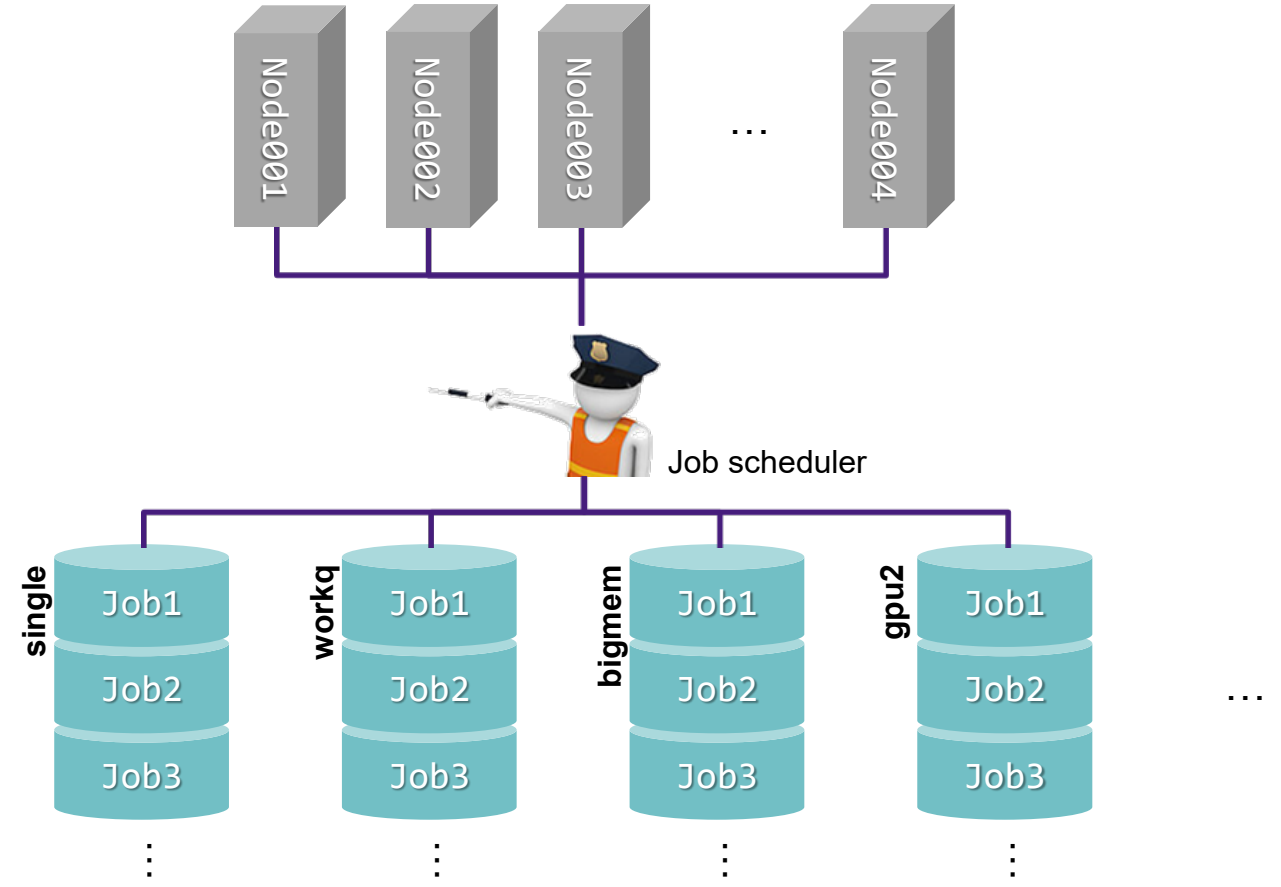 Node001
Node002
Node003
...
Node004
Job scheduler
single
Job1
Job2
Job3
...
workq
Job1
Job2
Job3
...
bigmem
Job1
Job2
Job3
...
gpu2
Job1
Job2
Job3
...
...